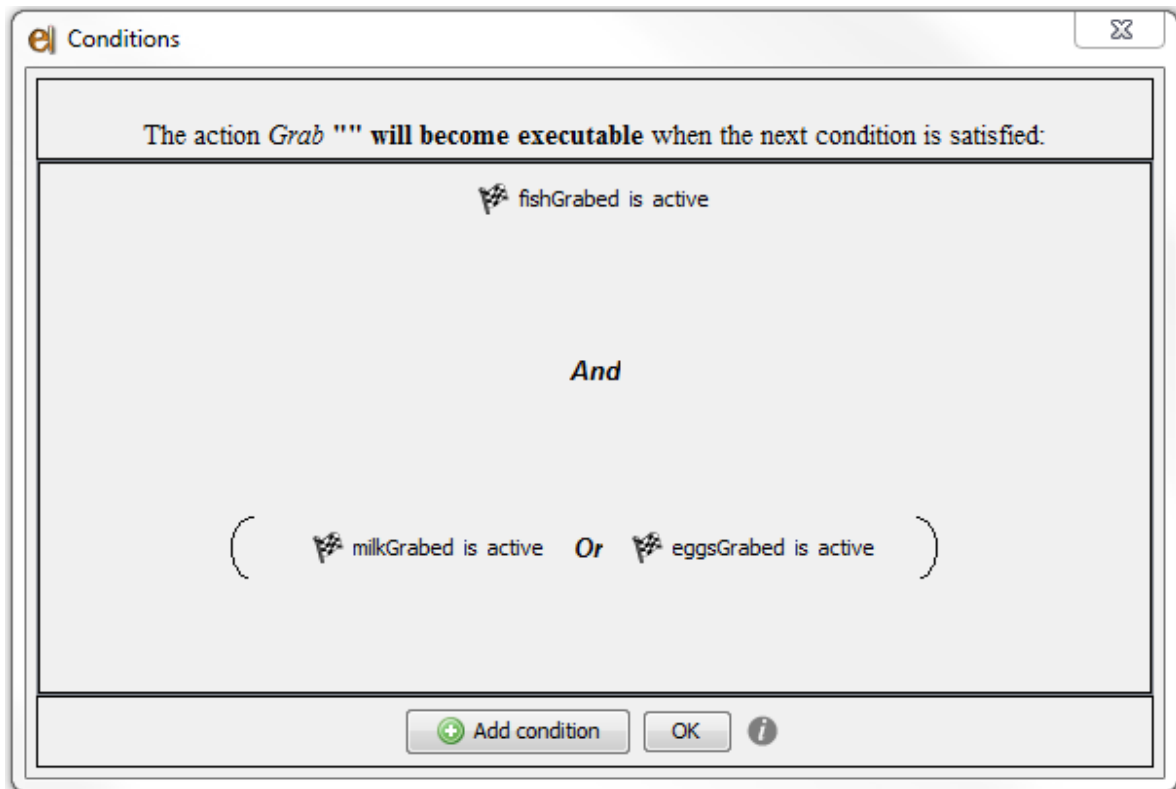 Conditions
The action Grab "" will become executable when the next condition is satisfied:
fishGrabed is active
And
( milkGrabed is active Or eggsGrabed is active )
Add condition OK